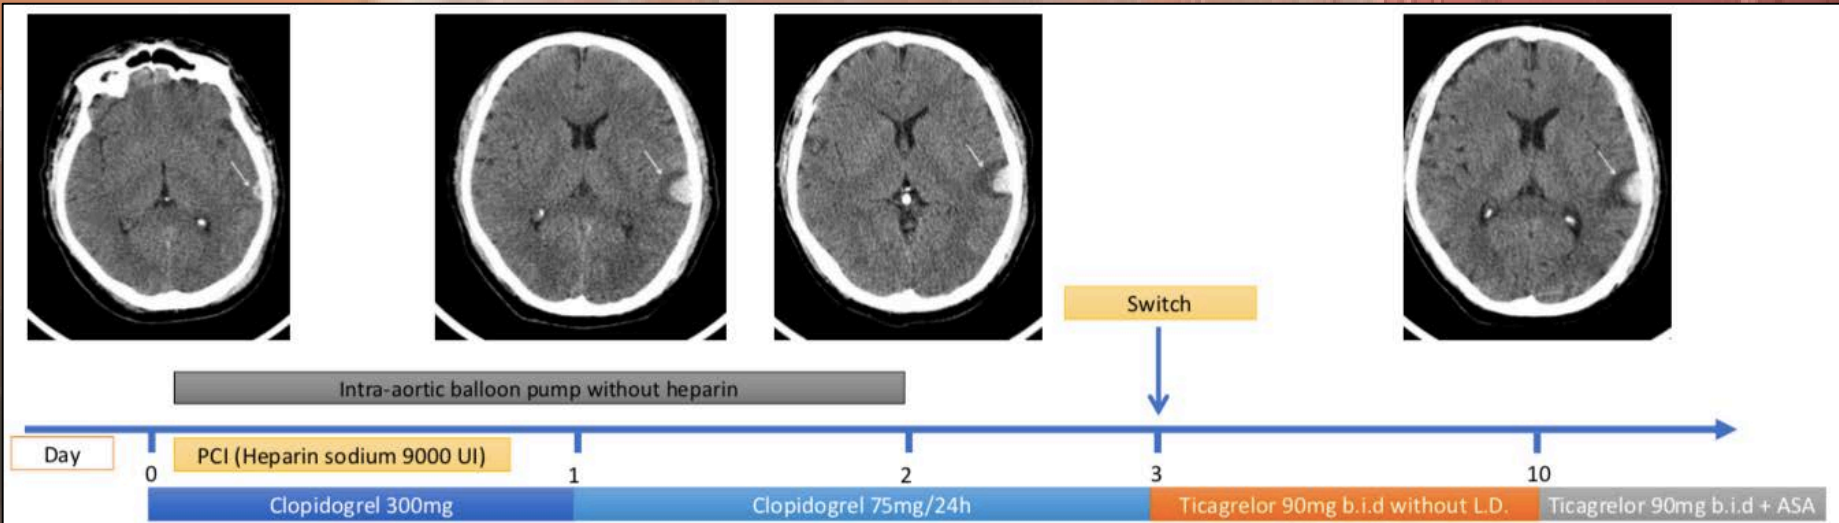 Switch
Intra-aortic balloon pump without heparin
Day
PCI (Heparin sodium 9000 UI)
0
1
2
3
10
Clopidogrel 300mg
Clopidogrel 75mg/24h
Ticagrelor 90mg b.i.d without L.D.
Ticagrelor 90mg b.i.d + ASA